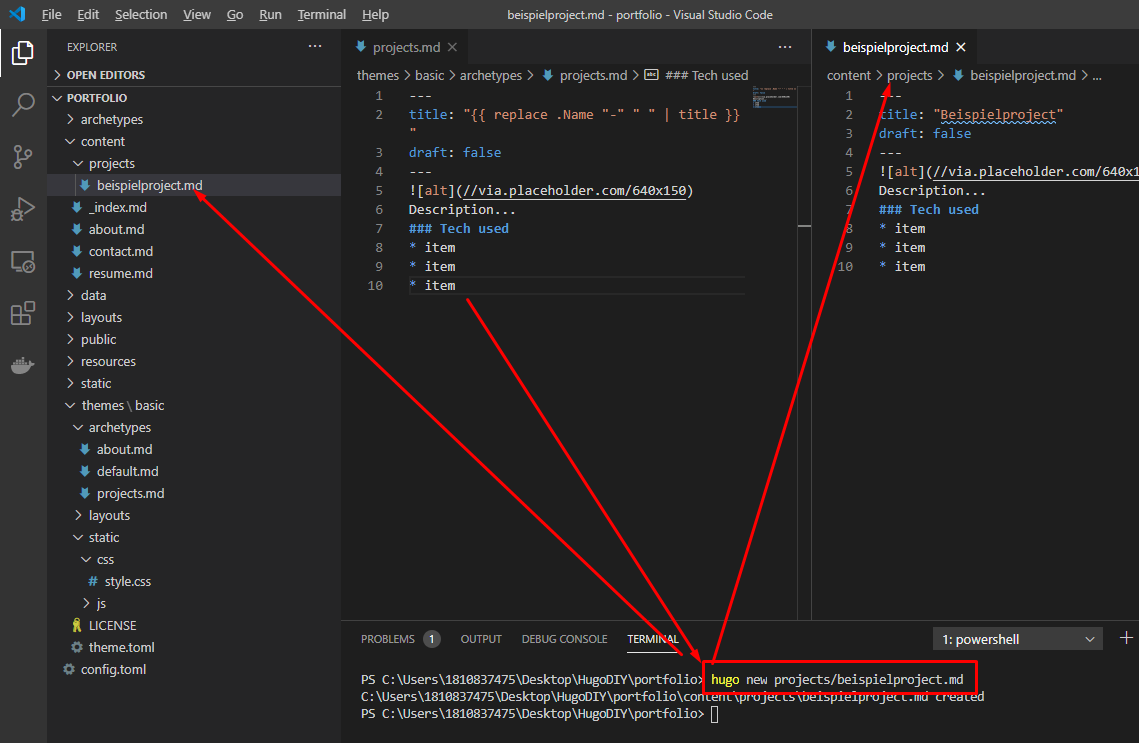 File Edit Selection View Go Run Terminal Help
beispielproject.md - portfolio - Visual Studio Code
EXPLORER
OPEN EDITORS
PORTFOLIO
archetypes
content
projects
beispielproject.md
_index.md
about.md
contact.md
resume.md
data
layouts
public
resources
static
themes \ basic
archetypes
about.md
default.md
projects.md
layouts
static
css
# style.css
js
LICENSE
theme.toml
config.toml
projects.md
themes > basic > archetypes > projects.md > abc ### Tech used
1 ---
2 title: "{{ replace .Name "-" " " | title }}
"
3 draft: false
4 ---
5 ![alt](//via.placeholder.com/640x150)
6 Description...
7 ### Tech used
8 * item
9 * item
10 * item
beispielproject.md
content > projects > beispielproject.md > ...
1 ---
2 title: "Beispielproject"
3 draft: false
4 ---
5 ![alt](//via.placeholder.com/640x1
6 Description...
7 ### Tech used
8 * item
9 * item
10 * item
PROBLEMS 1 OUTPUT DEBUG CONSOLE TERMINAL
1: powershell
PS C:\Users\1810837475\Desktop\HugoDIY\portfolio> hugo new projects/beispielproject.md
C:\Users\1810837475\Desktop\HugoDIY\portfolio\content\projects\beispielproject.md created
PS C:\Users\1810837475\Desktop\HugoDIY\portfolio>